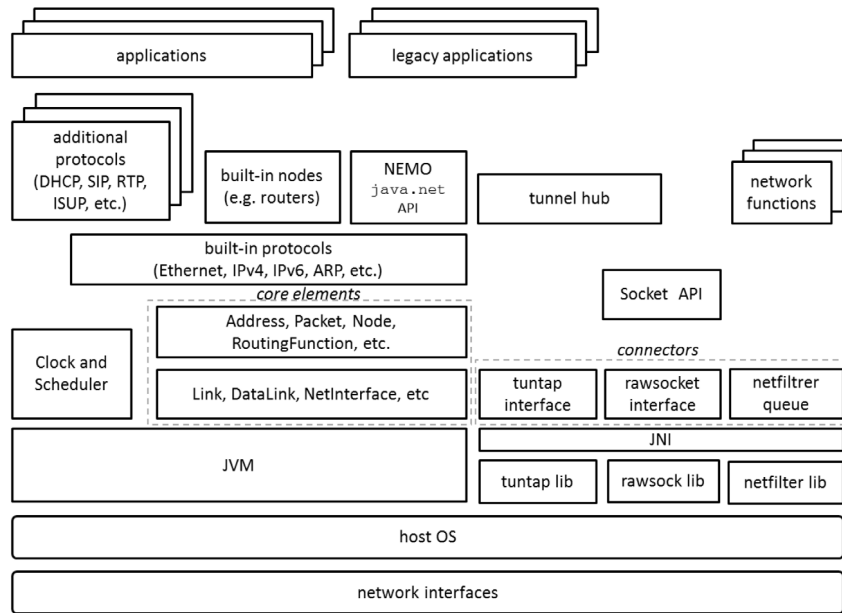 applications
legacy applications
additional
protocols
(DHCP, SIP, RTP,
ISUP, etc.)
built-in nodes
(e.g. routers)
NEMO
java.net
API
tunnel hub
network
functions
built-in protocols
(Ethernet, IPv4, IPv6, ARP, etc.)
core elements
Socket API
Address, Packet, Node,
RoutingFunction, etc.
Clock and
Scheduler
connectors
Link, DataLink, NetInterface, etc
tuntap
interface
rawsocket
interface
netfiltrer
queue
JVM
JNI
tuntap lib
rawsock lib
netfilter lib
host OS
network interfaces